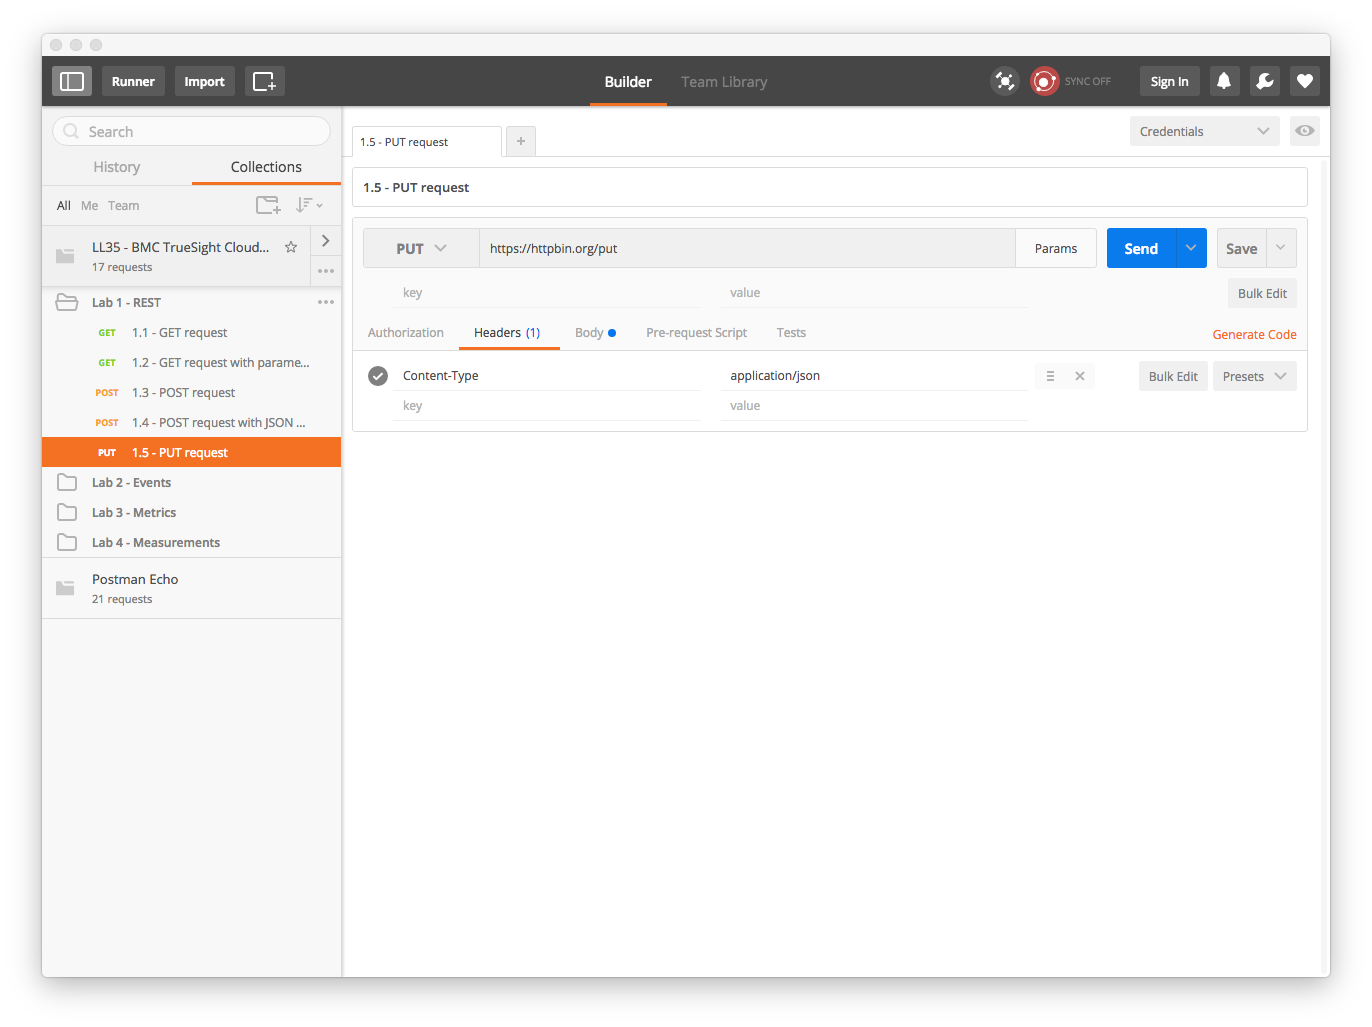 Runner
Import
Builder
Team Library
SYNC OFF
Sign In
Search
History
Collections
All
Me
Team
LL35 - BMC TrueSight Cloud...
17 requests
Lab 1 - REST
GET 1.1 - GET request
GET 1.2 - GET request with parame...
POST 1.3 - POST request
POST 1.4 - POST request with JSON ...
PUT 1.5 - PUT request
Lab 2 - Events
Lab 3 - Metrics
Lab 4 - Measurements
Postman Echo
21 requests
1.5 - PUT request
+
Credentials
1.5 - PUT request
PUT
https://httpbin.org/put
Params
Send
Save
key
value
Bulk Edit
Authorization
Headers (1)
Body
Pre-request Script
Tests
Generate Code
Content-Type
application/json
Bulk Edit
Presets
key
value